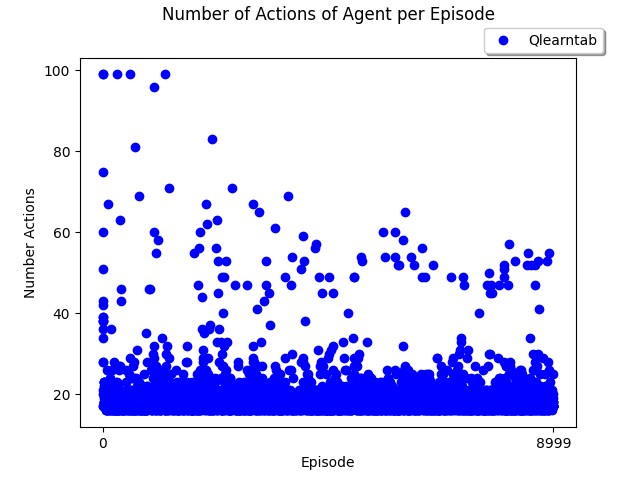 Number of Actions of Agent per Episode
Qlearntab
100
80
60
40
20
Number Actions
0
8999
Episode